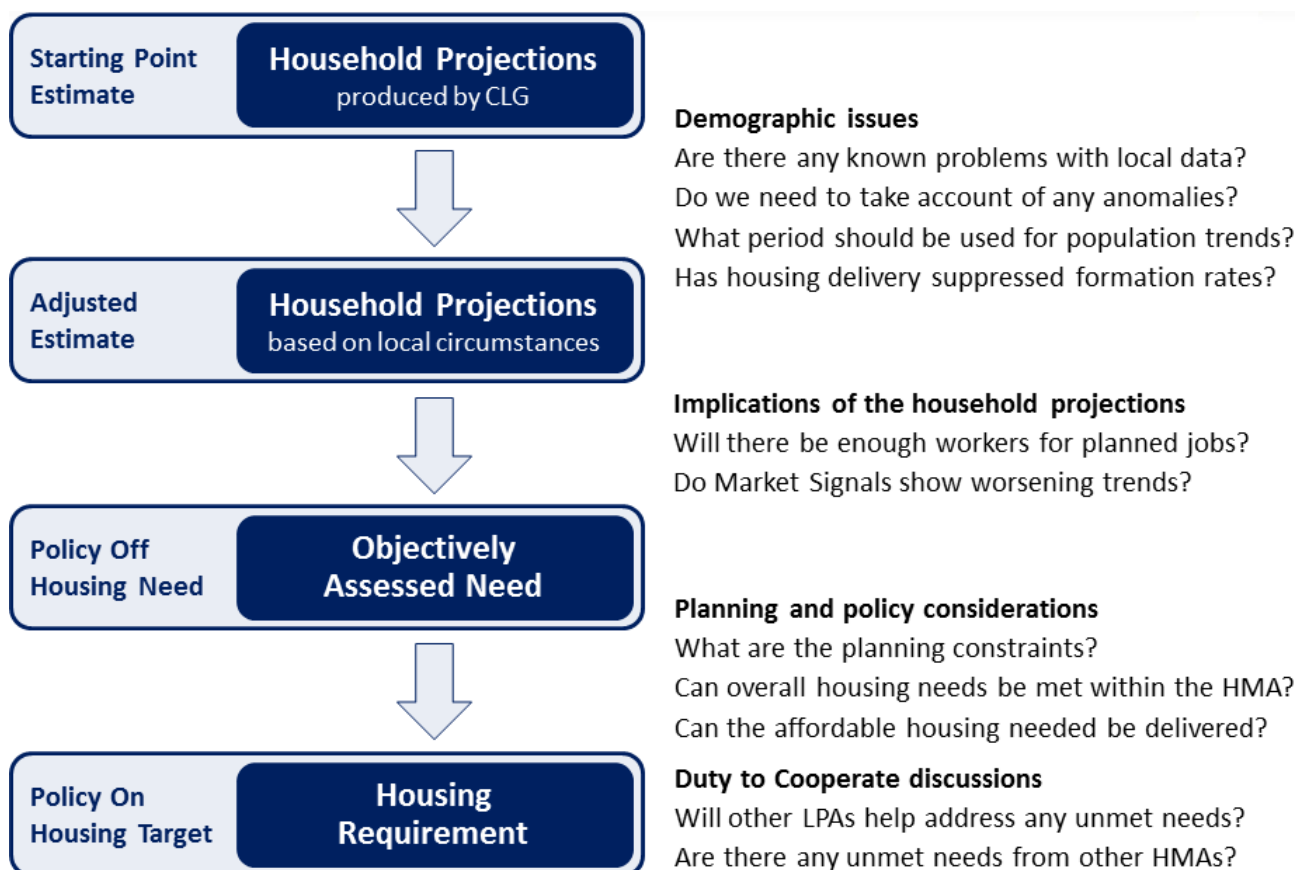 Starting Point
Estimate
Household Projections
produced by CLG
Demographic issues
Are there any known problems with local data?
Do we need to take account of any anomalies?
What period should be used for population trends?
Has housing delivery suppressed formation rates?
Adjusted
Estimate
Household Projections
based on local circumstances
Implications of the household projections
Will there be enough workers for planned jobs?
Do Market Signals show worsening trends?
Policy Off
Housing Need
Objectively
Assessed Need
Planning and policy considerations
What are the planning constraints?
Can overall housing needs be met within the HMA?
Can the affordable housing needed be delivered?
Policy On
Housing Target
Housing
Requirement
Duty to Cooperate discussions
Will other LPAs help address any unmet needs?
Are there any unmet needs from other HMAs?